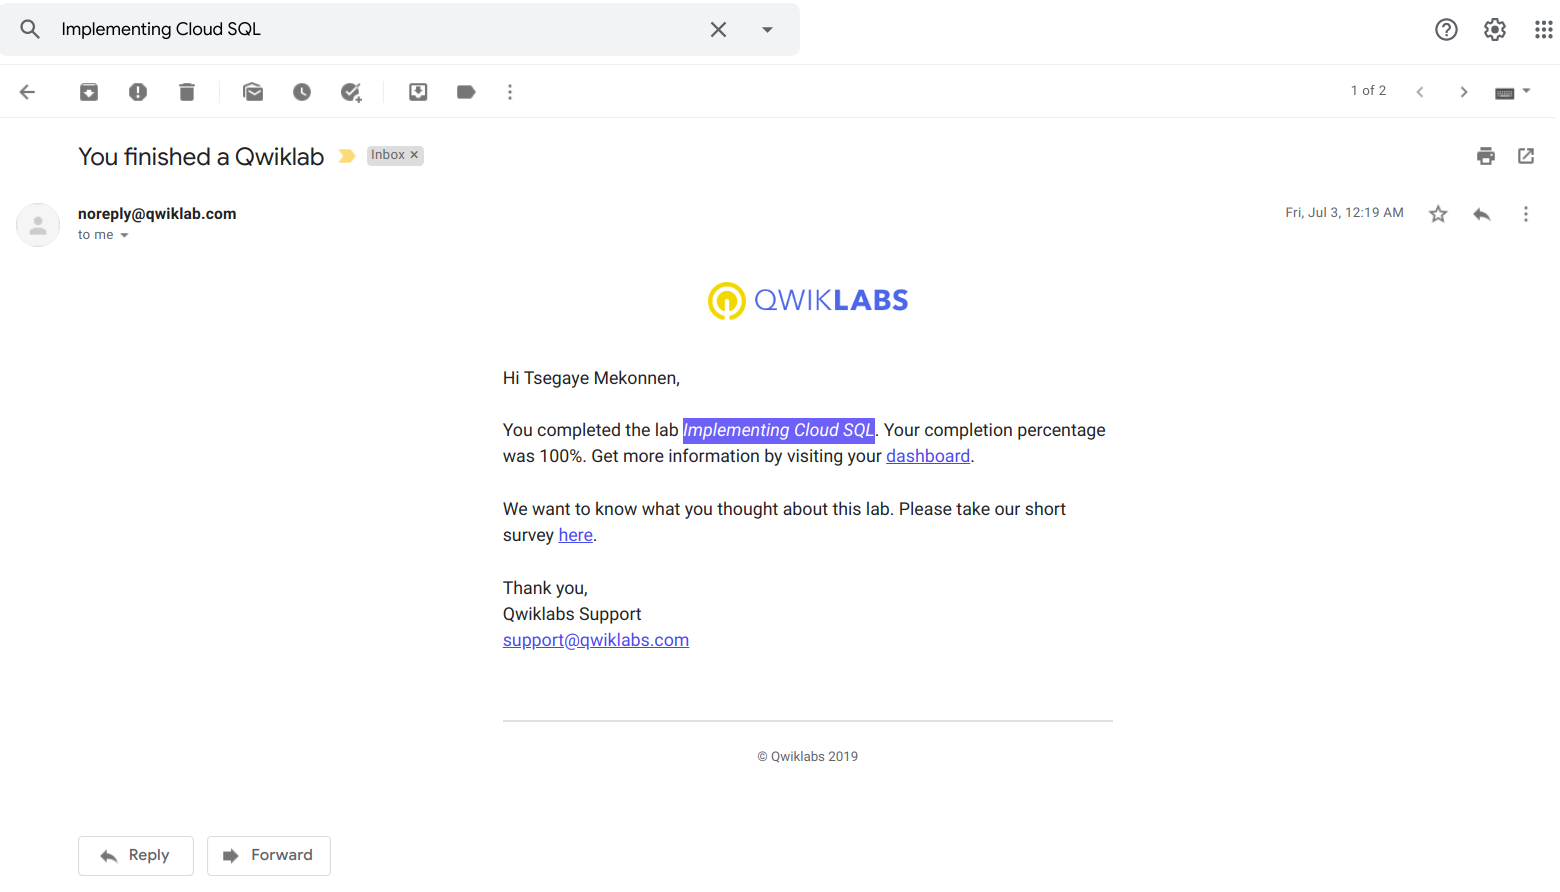 Implementing Cloud SQL
1 of 2
You finished a Qwiklab
Inbox ×
noreply@qwiklab.com
Fri, Jul 3, 12:19 AM
to me
QWIKLABS
Hi Tsegaye Mekonnen,
You completed the lab Implementing Cloud SQL. Your completion percentage
was 100%. Get more information by visiting your dashboard.
We want to know what you thought about this lab. Please take our short
survey here.
Thank you,
Qwiklabs Support
support@qwiklabs.com
© Qwiklabs 2019
Reply
Forward